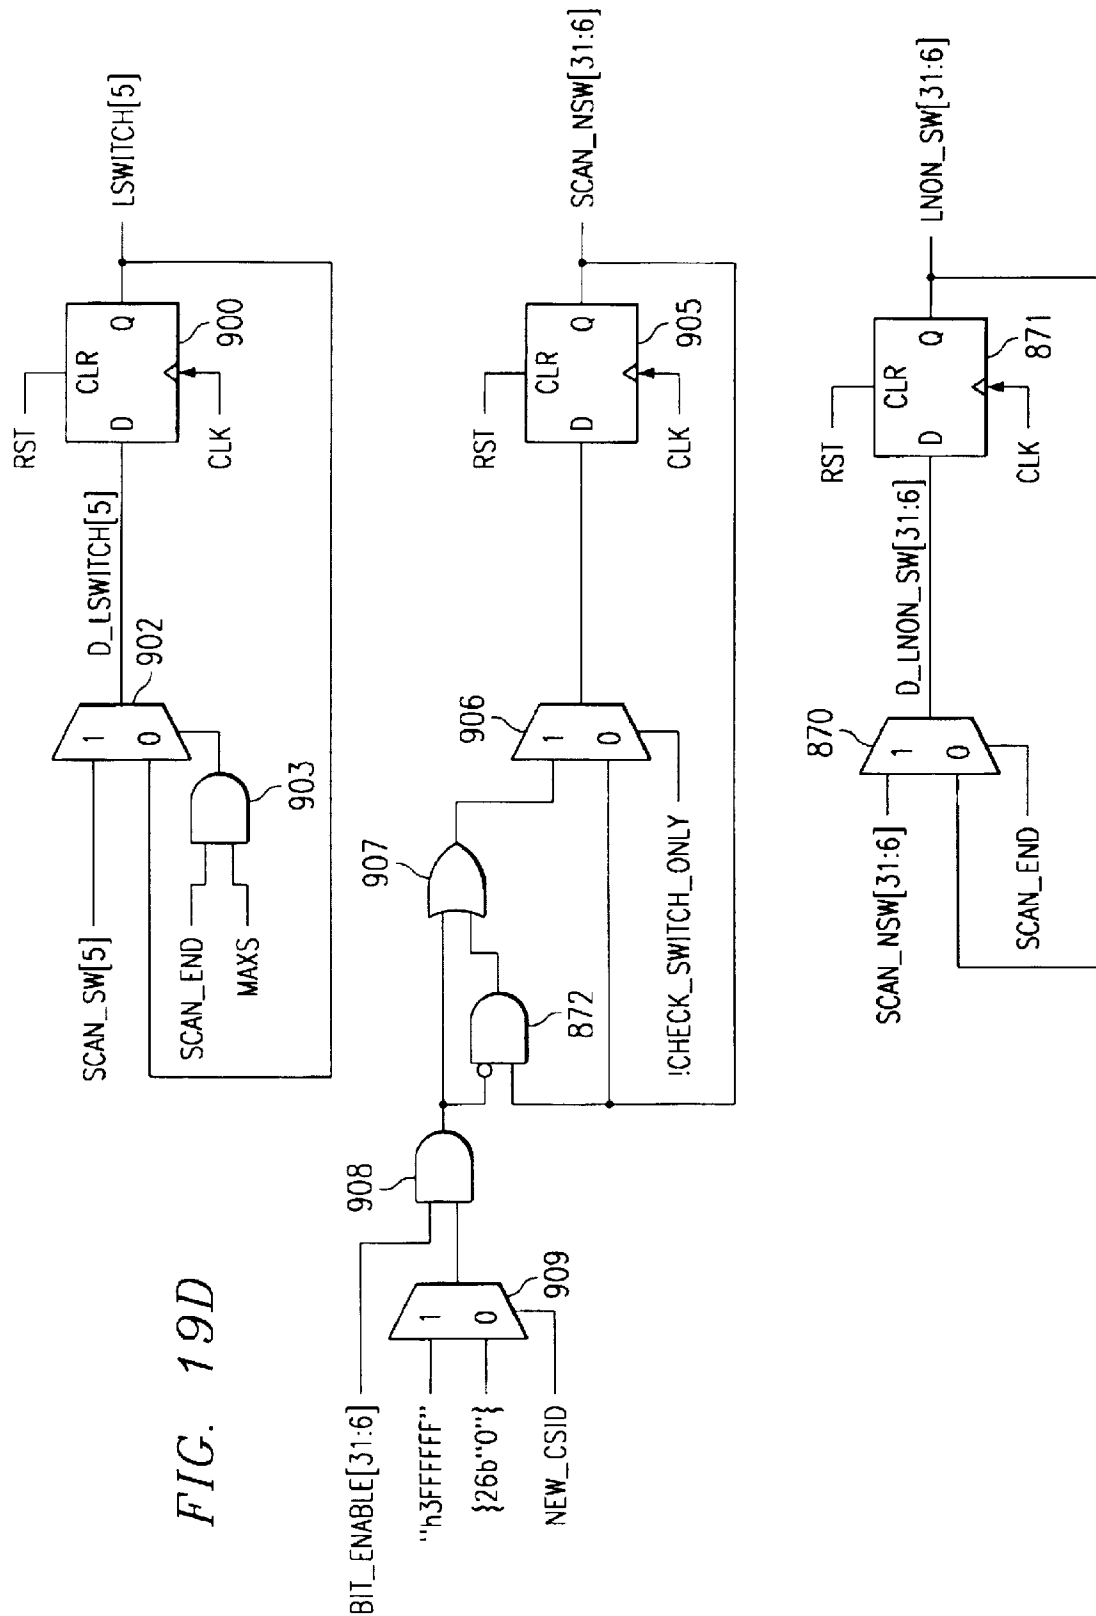 FIG. 19D
SCAN_SW[5]
SCAN_END
MAXS
903
1
0
902
D_LSWITCH[5]
RST
CLR
D
Q
CLK
900
LSWITCH[5]
BIT_ENABLE[31:6]
"h3FFFFFF"
}26b"0"{
NEW_CSID
1
0
909
908
872
907
1
0
906
!CHECK_SWITCH_ONLY
RST
CLR
D
Q
CLK
905
SCAN_NSW[31:6]
SCAN_NSW[31:6]
SCAN_END
870
1
0
D_LNON_SW[31:6]
RST
CLR
D
Q
CLK
871
LNON_SW[31:6]